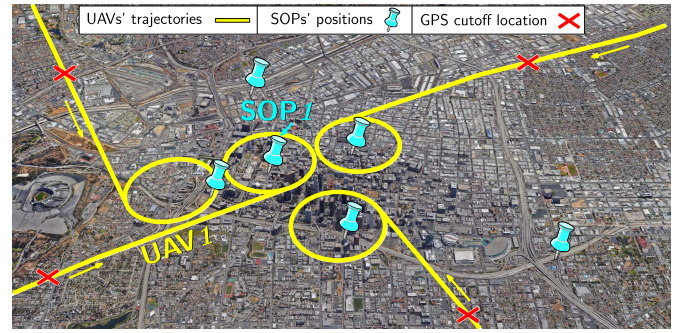 UAVs' trajectories
SOPs' positions
GPS cutoff location
SOP 1
UAV 1